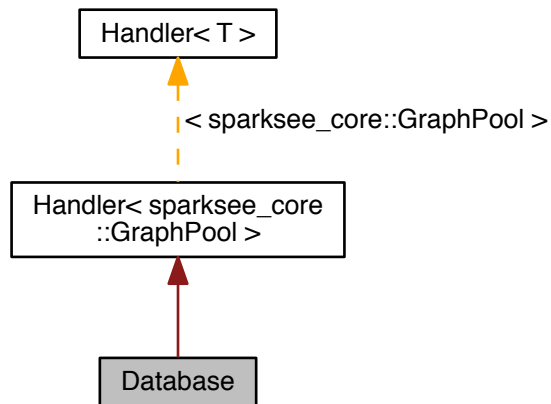 Handler< T >
< sparksee_core::GraphPool >
Handler< sparksee_core
::GraphPool >
Database